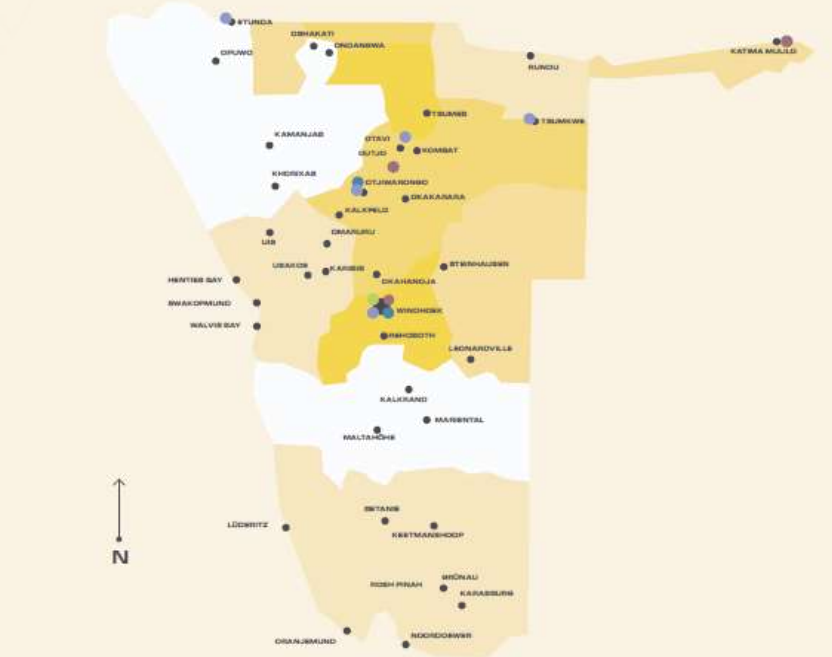 ETUNDA
OSHAKATI
ONDANGWA
OPUWO
RUNDU
KATIMA MULILO
TSUMEB
TSUMKWE
KAMANJAB
OTAVI
OUTJO
KOMBAT
KHORIXAS
OTJIWARONGO
OKAKARARA
KALKFELD
UIS
OMARURU
USAKOS
KARIBIB
STEINHAUSEN
HENTIES BAY
OKAHANDJA
SWAKOPMUND
WINDHOEK
WALVIS BAY
REHOBOTH
LEONARDVILLE
KALKRAND
MARIENTAL
MALTAHÖHE
BETANIE
LÜDERITZ
KEETMANSHOOP
N
ROSH PINAH
GRÜNAU
KARASBURG
ORANJEMUND
NOORDOEWER